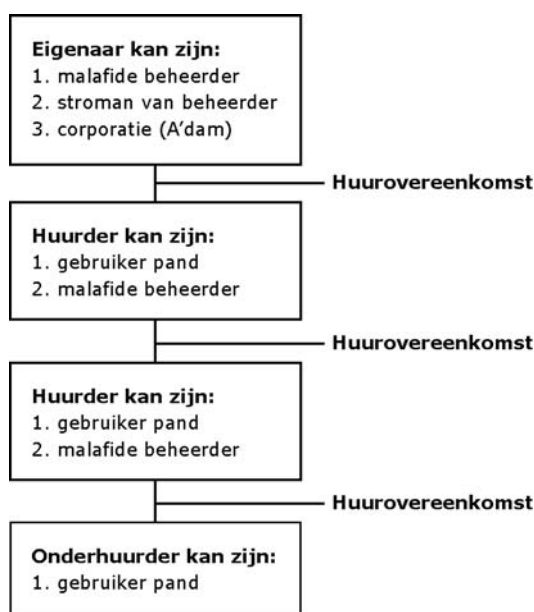 Eigenaar kan zijn:
1. malafide beheerder
2. stroman van beheerder
3. corporatie (A'dam)
Huurovereenkomst
Huurder kan zijn:
1. gebruiker pand
2. malafide beheerder
Huurovereenkomst
Huurder kan zijn:
1. gebruiker pand
2. malafide beheerder
Huurovereenkomst
Onderhuurder kan zijn:
1. gebruiker pand